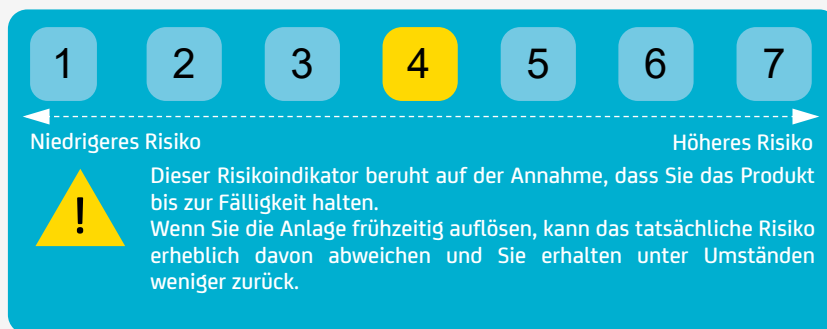 1 2 3 4 5 6 7
Niedrigeres Risiko Höheres Risiko
! Dieser Risikoindikator beruht auf der Annahme, dass Sie das Produkt
bis zur Fälligkeit halten.
Wenn Sie die Anlage frühzeitig auflösen, kann das tatsächliche Risiko
erheblich davon abweichen und Sie erhalten unter Umständen
weniger zurück.